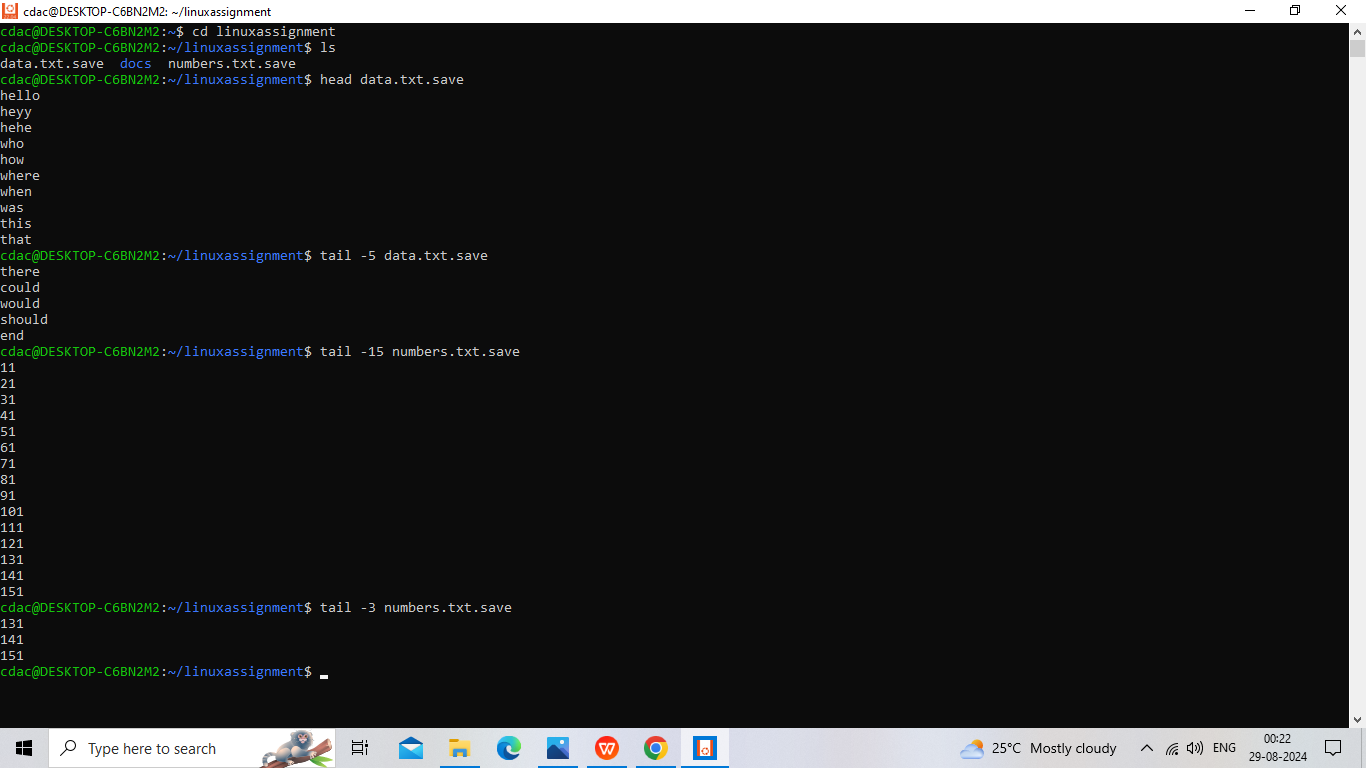 cdac@DESKTOP-C6BN2M2: ~/linuxassignment
cdac@DESKTOP-C6BN2M2:~$ cd linuxassignment
cdac@DESKTOP-C6BN2M2:~/linuxassignment$ ls
data.txt.save  docs  numbers.txt.save
cdac@DESKTOP-C6BN2M2:~/linuxassignment$ head data.txt.save
hello
heyy
hehe
who
how
where
when
was
this
that
cdac@DESKTOP-C6BN2M2:~/linuxassignment$ tail -5 data.txt.save
there
could
would
should
end
cdac@DESKTOP-C6BN2M2:~/linuxassignment$ tail -15 numbers.txt.save
11
21
31
41
51
61
71
81
91
101
111
121
131
141
151
cdac@DESKTOP-C6BN2M2:~/linuxassignment$ tail -3 numbers.txt.save
131
141
151
cdac@DESKTOP-C6BN2M2:~/linuxassignment$
Type here to search
25°C Mostly cloudy
ENG
00:22
29-08-2024